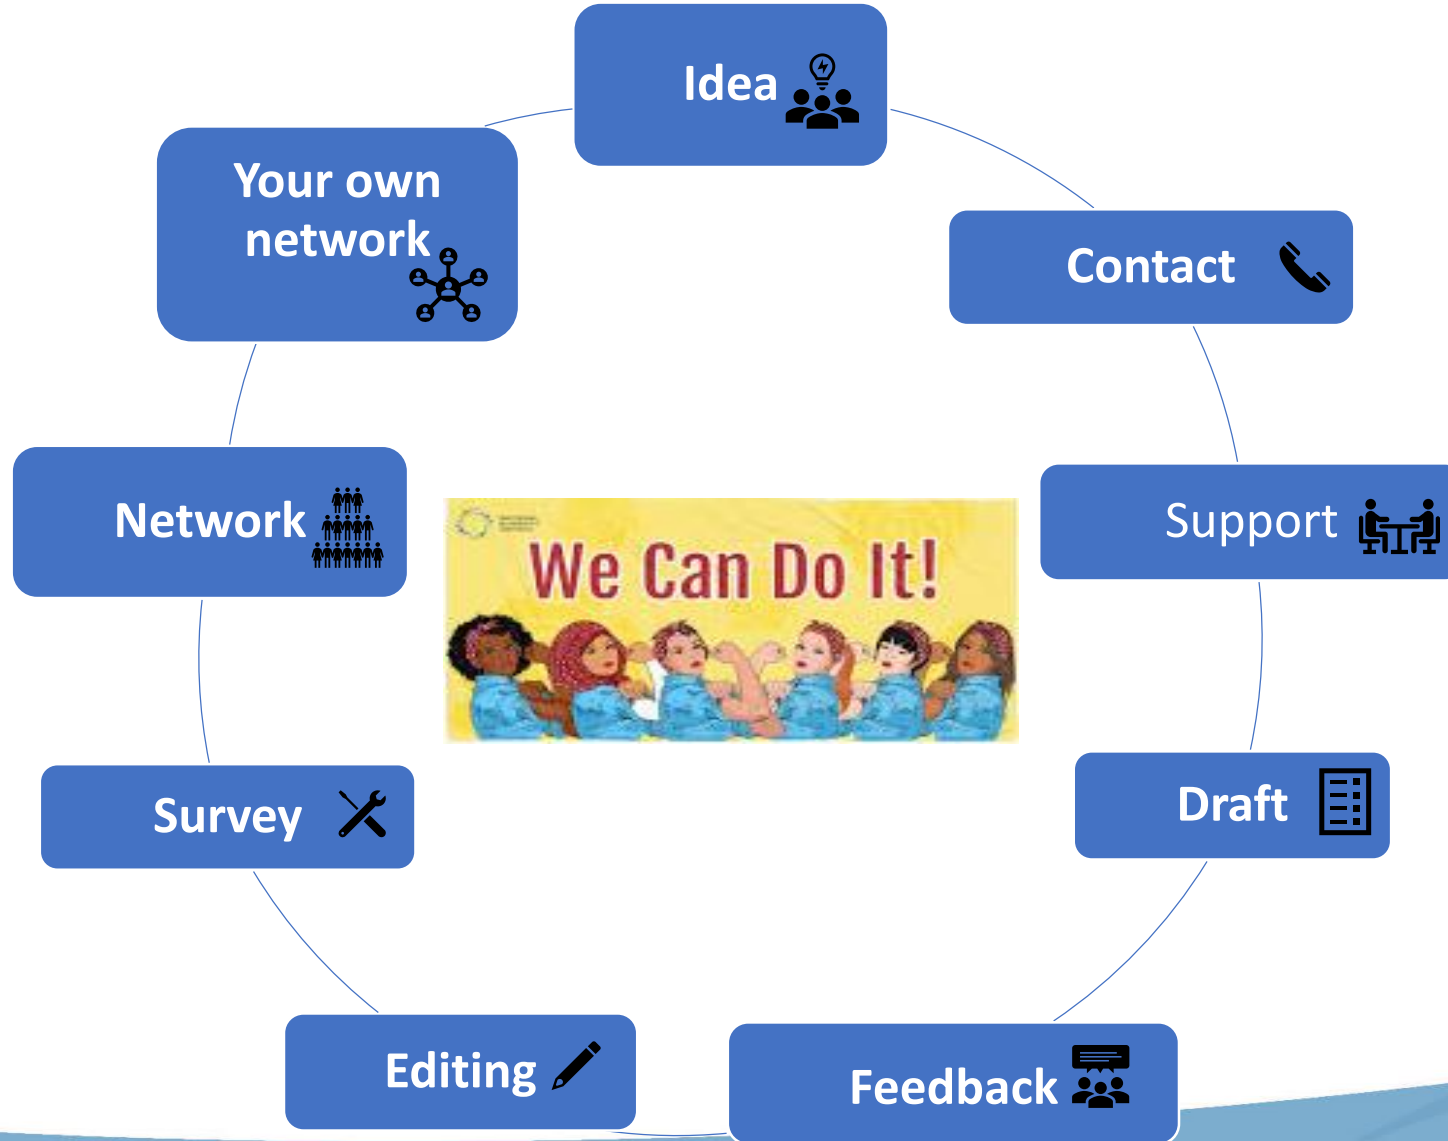 Idea
Contact
Support
Draft
Feedback
Editing
Survey
Network
Your own
network
We Can Do It!